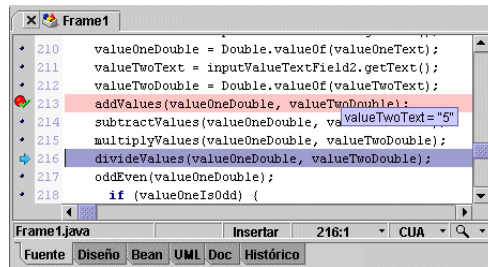 Frame1
210 valueOneDouble = Double.valueOf(valueOneText);
211 valueTwoText = inputValueTextField2.getText();
212 valueTwoDouble = Double.valueOf(valueTwoText);
213 addValues(valueOneDouble, valueTwoDouble);
valueTwoText = "5"
214 subtractValues(valueOneDouble, va
215 multiplyValues(valueOneDouble, valueTwoDouble);
216 divideValues(valueOneDouble, valueTwoDouble);
217 oddEven(valueOneDouble);
218 if (valueOneIsOdd) {
Frame1.java Insertar 216:1 CUA
Fuente Diseño Bean UML Doc Histórico